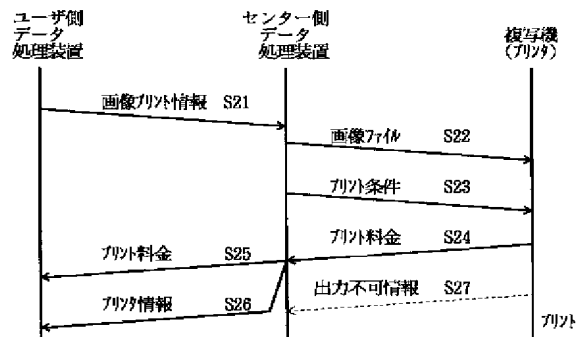 ユーザ側
データ
処理装置
センター側
データ
処理装置
複写機
(プリンタ)
画像プリント情報 S21
画像ファイル S22
プリント条件 S23
プリント料金 S24
プリント料金 S25
プリンタ情報 S26
出力不可情報 S27
プリント